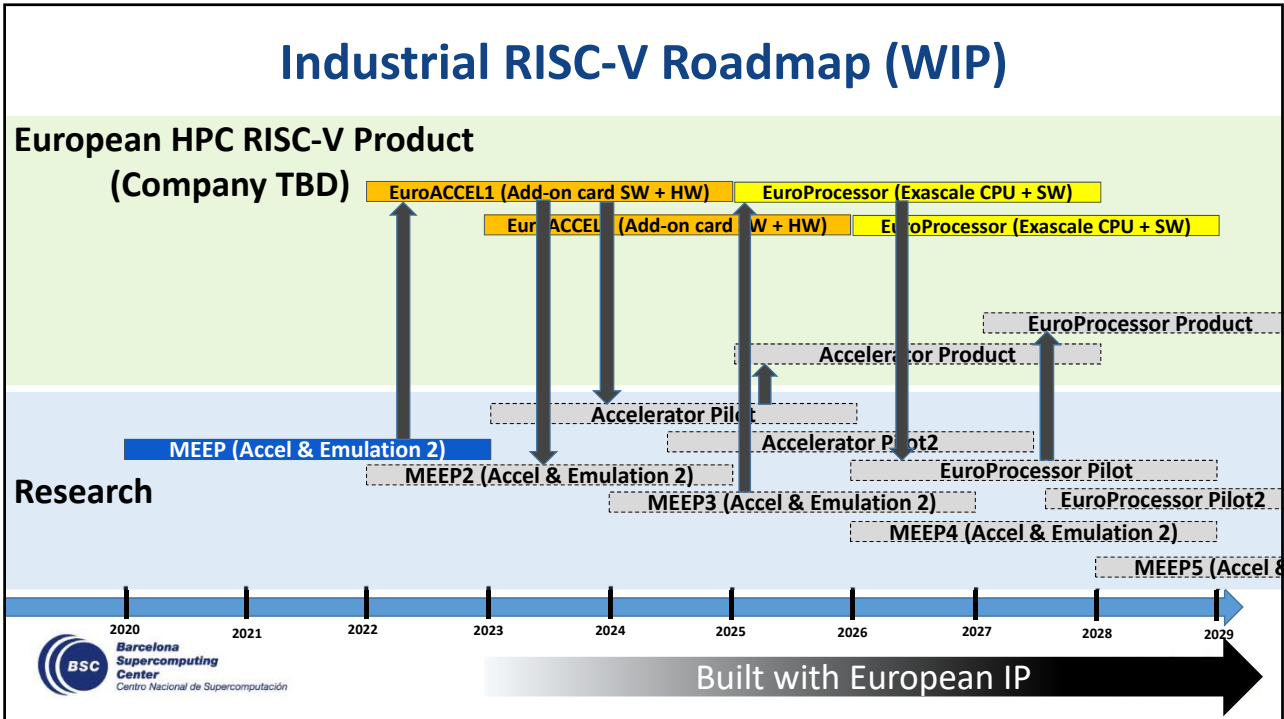 Industrial RISC-V Roadmap (WIP)
European HPC RISC-V Product
(Company TBD)
EuroACCEL1 (Add-on card SW + HW)
EuroProcessor (Exascale CPU + SW)
(Add-on card HW)
EuroProcessor (Exascale CPU + SW)
EuroProcessor Product
Accelerator Product
Accelerator Pilot
Accelerator Pilot2
MEEP (Accel & Emulation 2)
EuroProcessor Pilot
MEEP2 (Accel & Emulation 2)
Research
MEEP3 (Accel & Emulation 2)
EuroProcessor Pilot2
MEEP4 (Accel & Emulation 2)
MEEP5 (Accel &
2020
2021
2022
2023
2024
2025
2026
2027
2028
2029
BSC
Barcelona
Supercomputing
Center
Centro Nacional de Supercomputación
Built with European IP